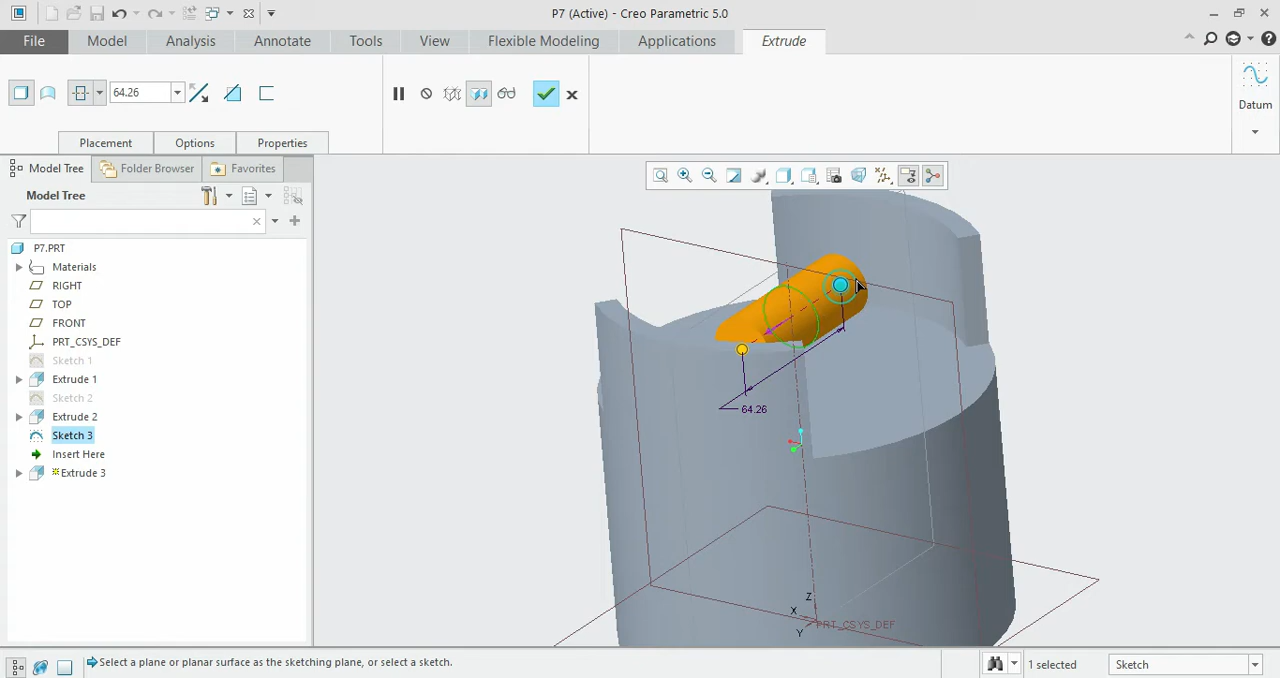 P7 (Active) - Creo Parametric 5.0
File Model Analysis Annotate Tools View Flexible Modeling Applications Extrude
64.26
Datum
Placement Options Properties
Model Tree Folder Browser Favorites
Model Tree
P7.PRT
Materials
RIGHT
TOP
FRONT
PRT_CSYS_DEF
Sketch 1
Extrude 1
Sketch 2
Extrude 2
Sketch 3
Insert Here
*Extrude 3
64.26
Z
X
Y
PRT_CSYS_DEF
Select a plane or planar surface as the sketching plane, or select a sketch.
1 selected
Sketch